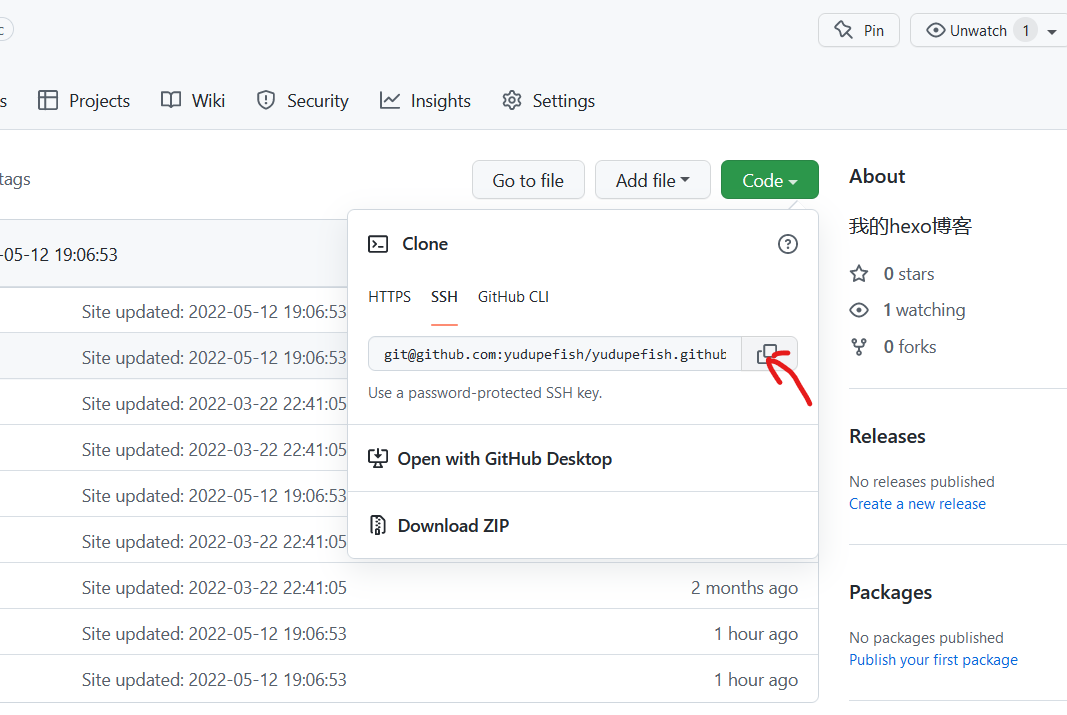 Pin
Unwatch 1
Projects
Wiki
Security
Insights
Settings
tags
Go to file
Add file
Code
-05-12 19:06:53
Site updated: 2022-05-12 19:06:53
Site updated: 2022-05-12 19:06:53
Site updated: 2022-03-22 22:41:05
Site updated: 2022-03-22 22:41:05
Site updated: 2022-05-12 19:06:53
Site updated: 2022-03-22 22:41:05
Site updated: 2022-03-22 22:41:05 2 months ago
Site updated: 2022-05-12 19:06:53 1 hour ago
Site updated: 2022-05-12 19:06:53 1 hour ago
Clone
HTTPS SSH GitHub CLI
git@github.com:yudupefish/yudupefish.github
Use a password-protected SSH key.
Open with GitHub Desktop
Download ZIP
About
我的hexo博客
0 stars
1 watching
0 forks
Releases
No releases published
Create a new release
Packages
No packages published
Publish your first package